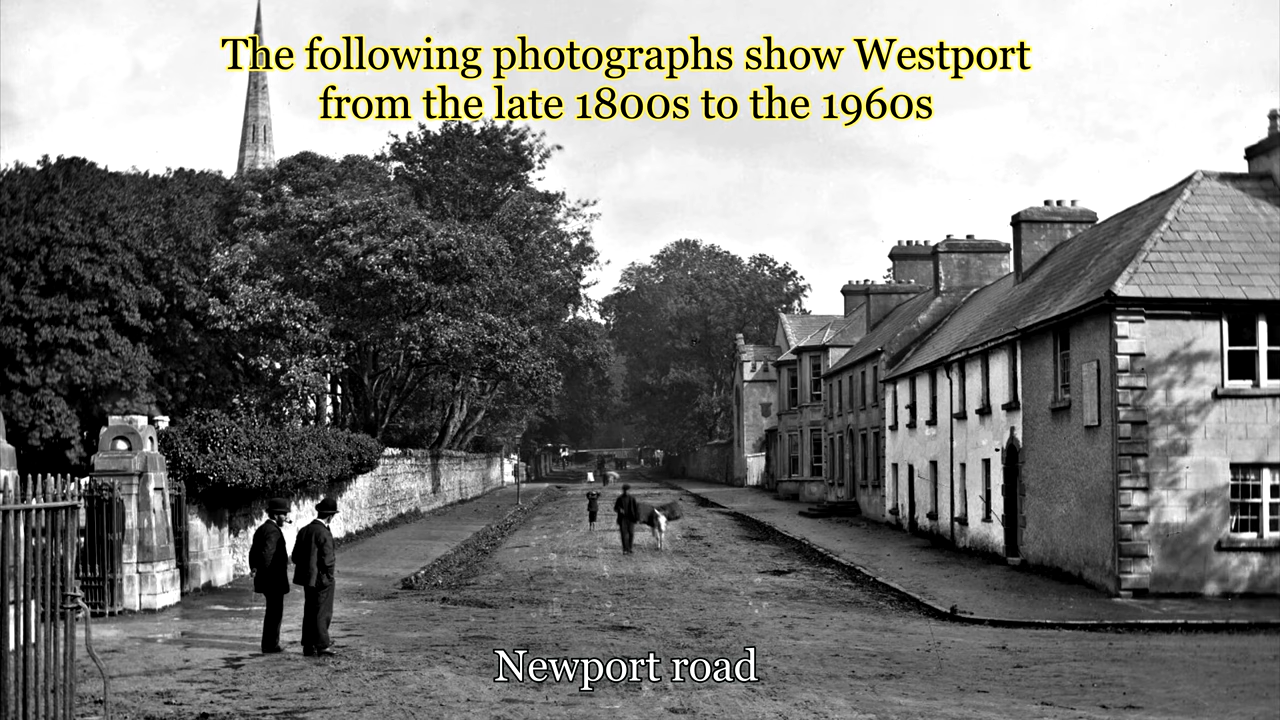 The following photographs show Westport
from the late 1800s to the 1960s
Newport road